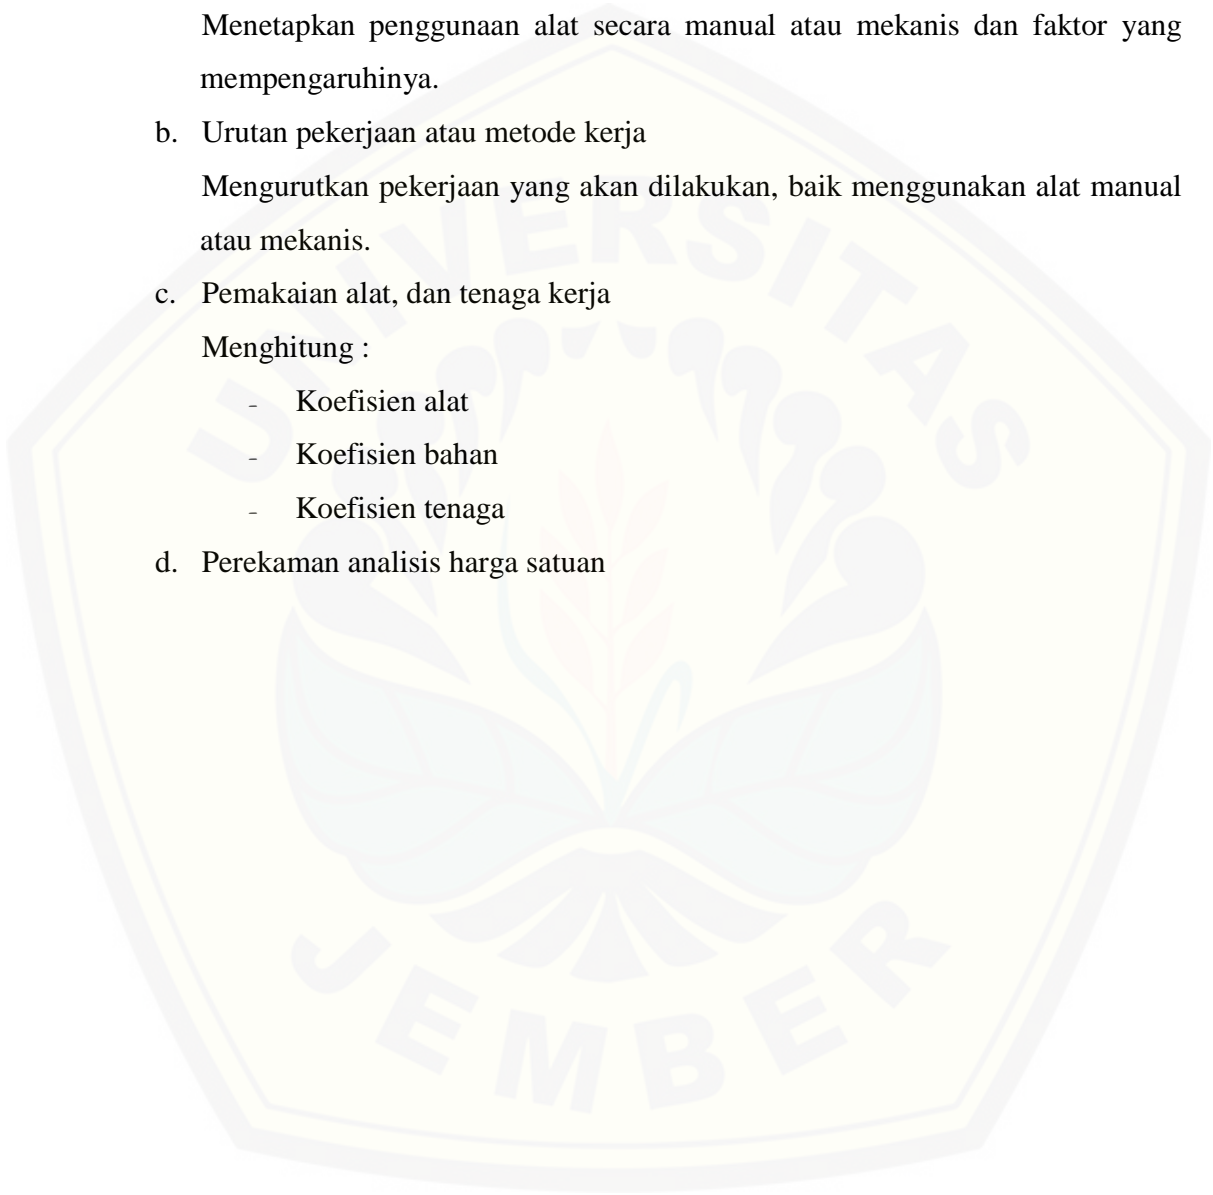 Menetapkan penggunaan alat secara manual atau mekanis dan faktor yang
mempengaruhinya.
b. Urutan pekerjaan atau metode kerja
Mengurutkan pekerjaan yang akan dilakukan, baik menggunakan alat manual
atau mekanis.
c. Pemakaian alat, dan tenaga kerja
Menghitung :
- Koefisien alat
- Koefisien bahan
- Koefisien tenaga
d. Perekaman analisis harga satuan
UNIVERSITAS
JEMBER